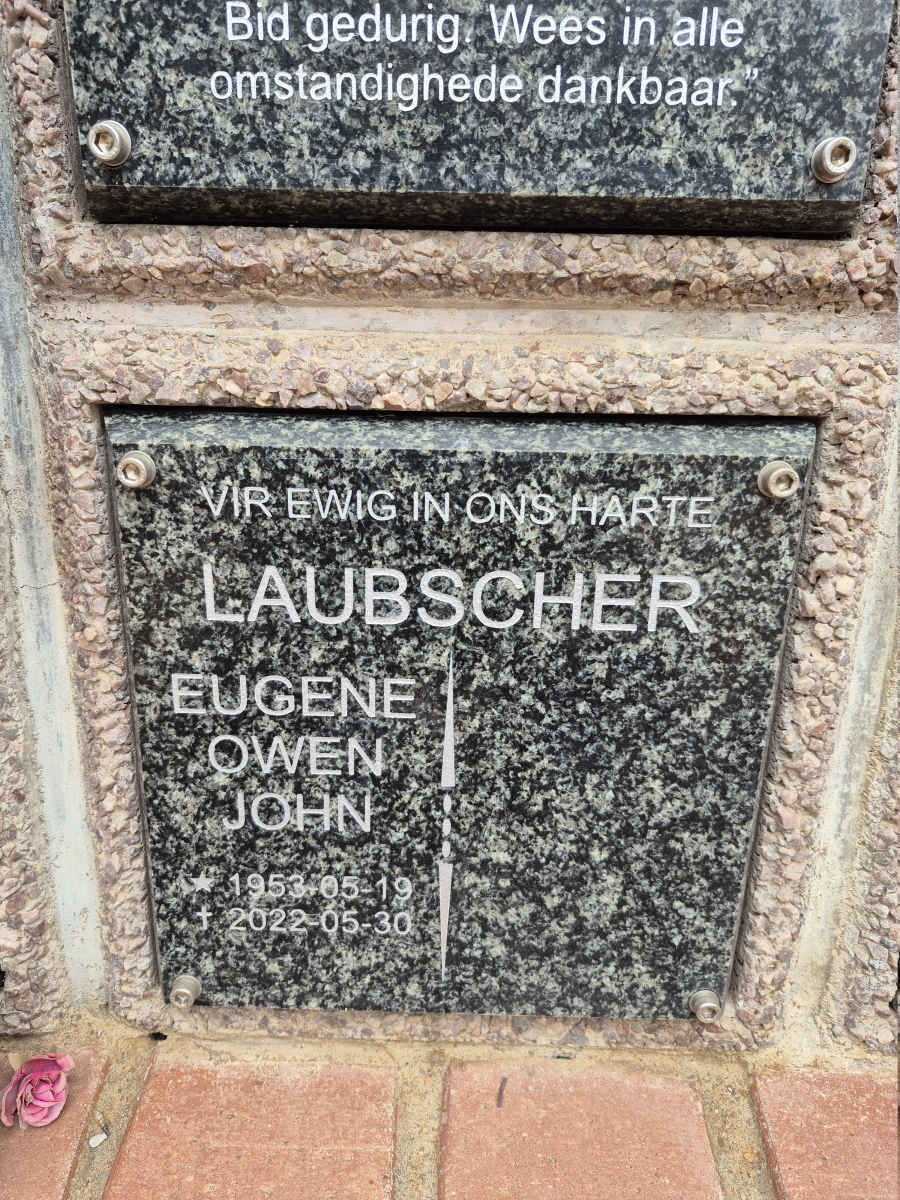 Bid gedurig. Wees in alle
omstandighede dankbaar.”
VIR EWIG IN ONS HARTE
LAUBSCHER
EUGENE
OWEN
JOHN
★ 1953-05-19
✝ 2022-05-30